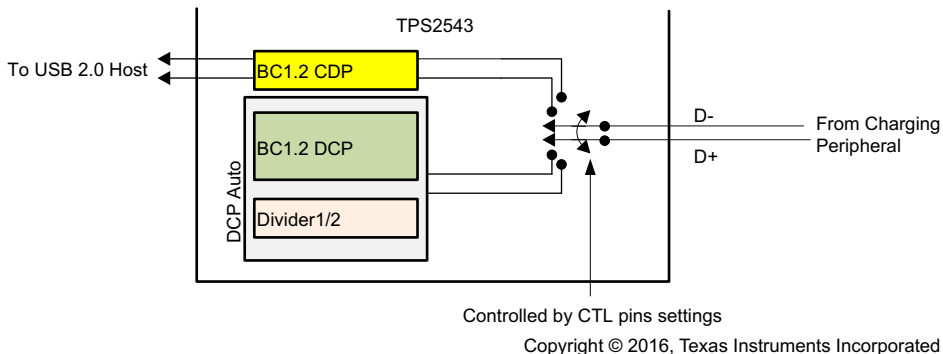 TPS2543
To USB 2.0 Host
BC1.2 CDP
DCP Auto
BC1.2 DCP
Divider1/2
D-
D+
From Charging
Peripheral
Controlled by CTL pins settings
Copyright © 2016, Texas Instruments Incorporated